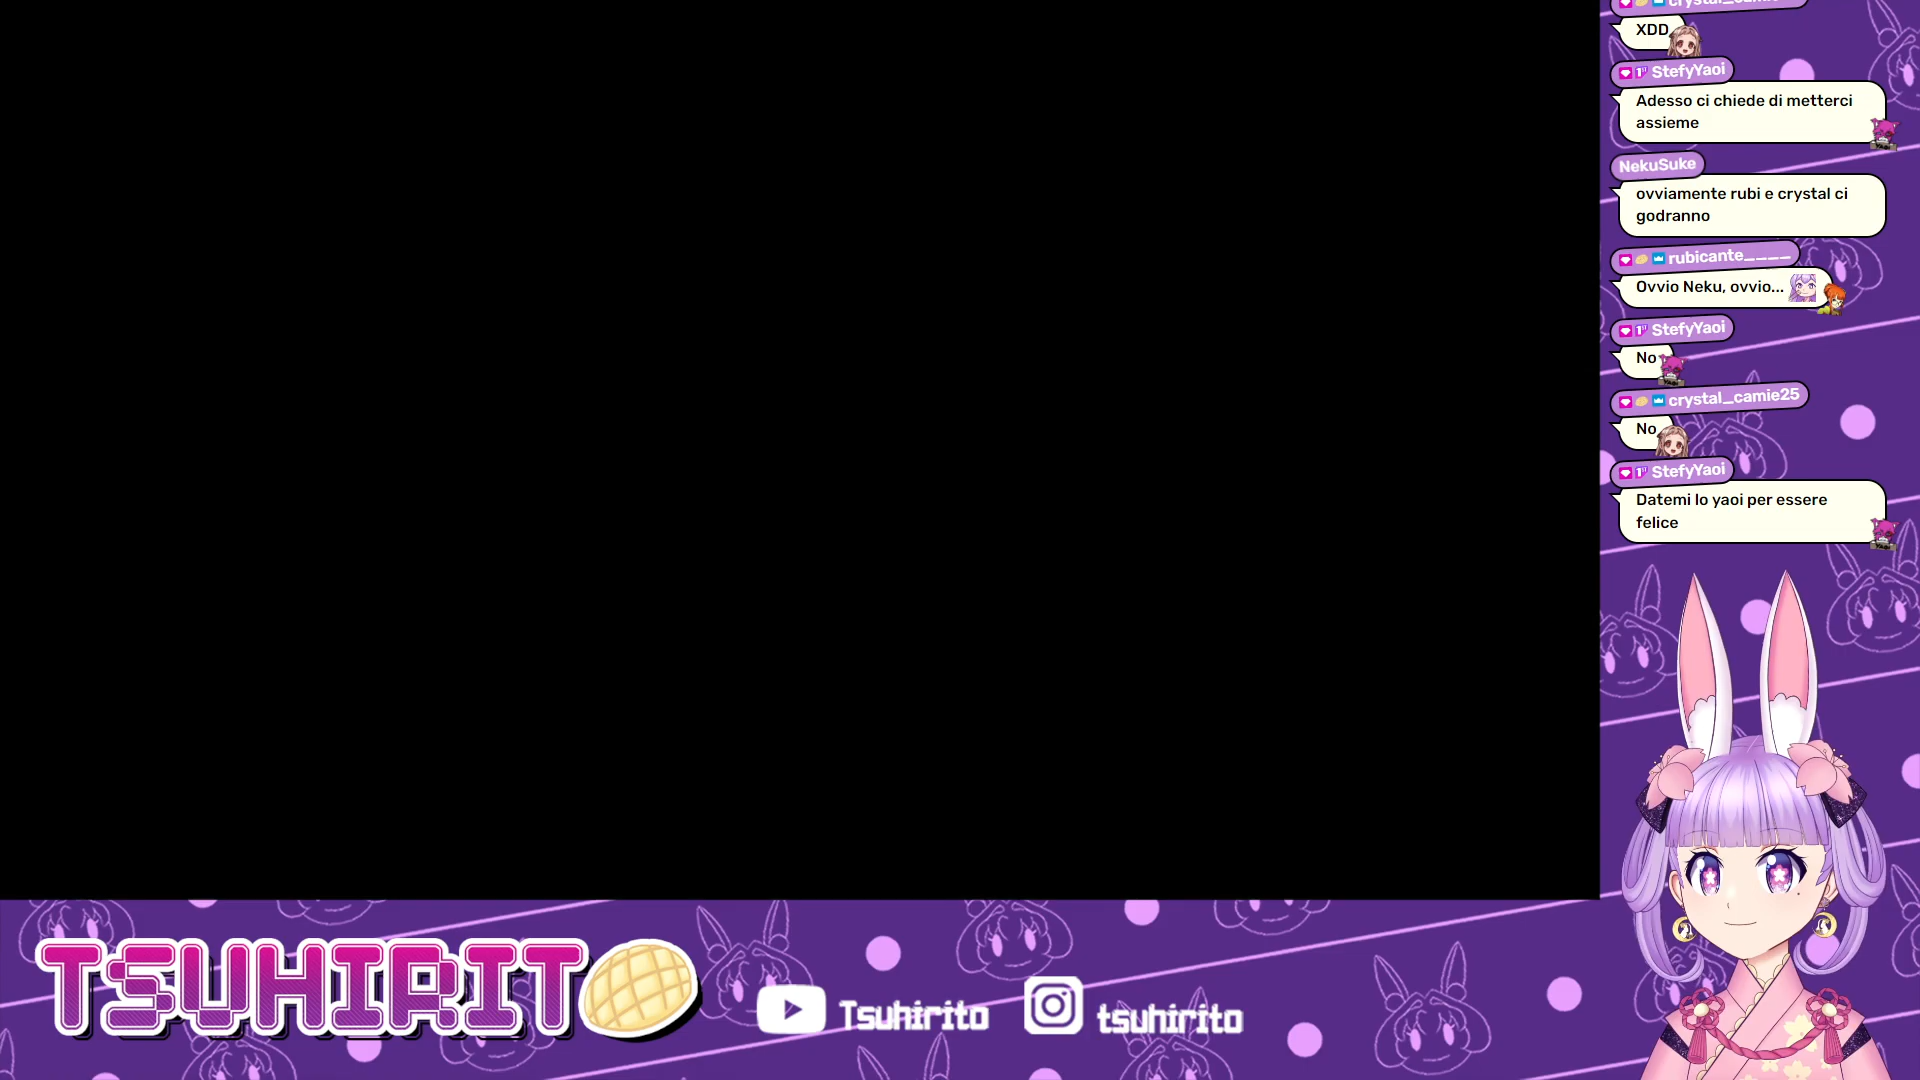 XDD
StefyYaoi
Adesso ci chiede di metterci
assieme
NekuSuke
ovviamente rubi e crystal ci
godranno
rubicante____
Ovvio Neku, ovvio...
StefyYaoi
No
crystal_camie25
No
StefyYaoi
Datemi lo yaoi per essere
felice
TSUHIRITO
Tsuhirito
tsuhirito